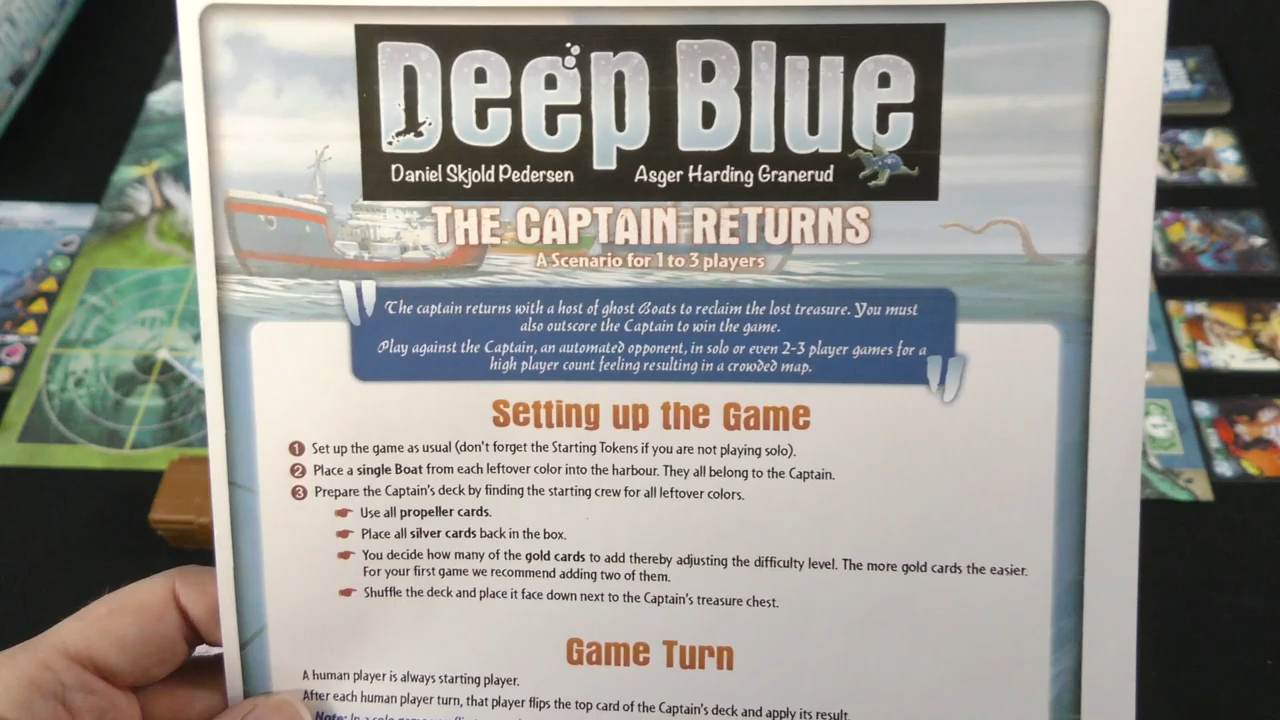 Deep Blue
Daniel Skjold Pedersen Asger Harding Granerud
THE CAPTAIN RETURNS
A Scenario for 1 to 3 players
The captain returns with a host of ghost Boats to reclaim the lost treasure. You must
also outscore the Captain to win the game.
Play against the Captain, an automated opponent, in solo or even 2-3 player games for a
high player count feeling resulting in a crowded map.
Setting up the Game
1 Set up the game as usual (don't forget the Starting Tokens if you are not playing solo).
2 Place a single Boat from each leftover color into the harbour. They all belong to the Captain.
3 Prepare the Captain's deck by finding the starting crew for all leftover colors.
Use all propeller cards.
Place all silver cards back in the box.
You decide how many of the gold cards to add thereby adjusting the difficulty level. The more gold cards the easier.
For your first game we recommend adding two of them.
Shuffle the deck and place it face down next to the Captain's treasure chest.
Game Turn
A human player is always starting player.
After each human player turn, that player flips the top card of the Captain's deck and apply its result.
Note: In a solo game